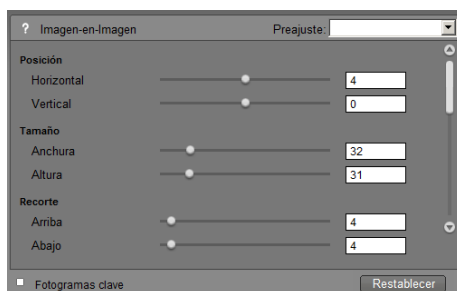 ? Imagen-en-Imagen Preajuste:
Posición
Horizontal 4
Vertical 0
Tamaño
Anchura 32
Altura 31
Recorte
Arriba 4
Abajo 4
Fotogramas clave Restablecer